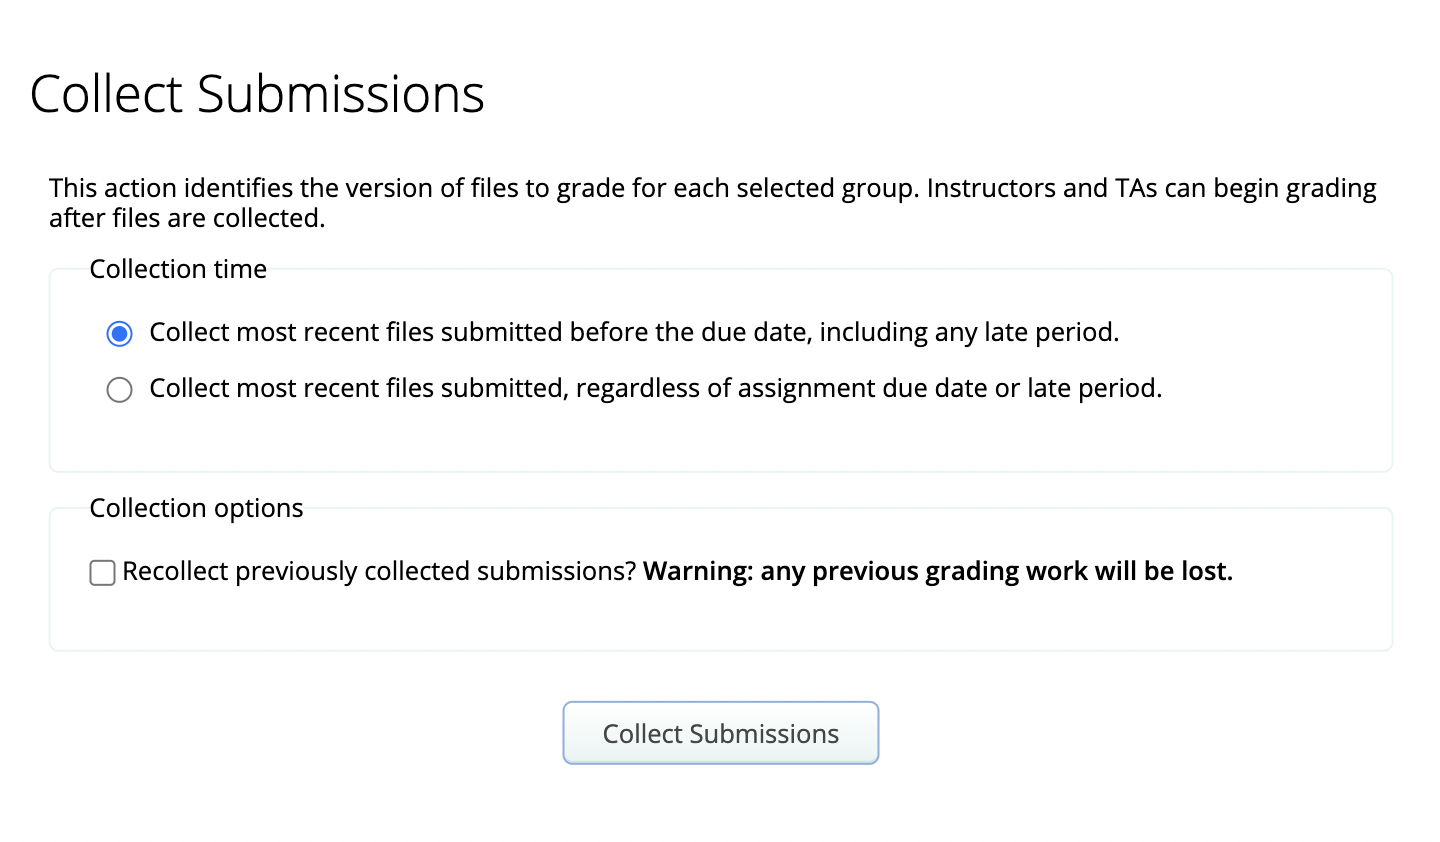 Collect Submissions
This action identifies the version of files to grade for each selected group. Instructors and TAs can begin grading
after files are collected.
Collection time
Collect most recent files submitted before the due date, including any late period.
Collect most recent files submitted, regardless of assignment due date or late period.
Collection options
Recollect previously collected submissions? Warning: any previous grading work will be lost.
Collect Submissions